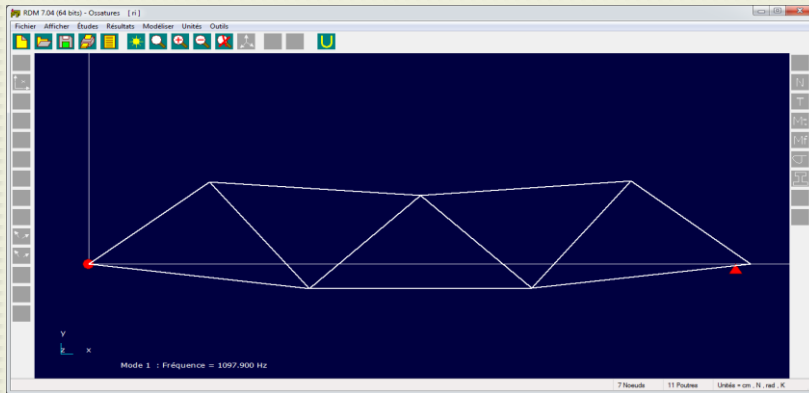 RDM 7.04 (64 bits) - Ossatures [ ri ]
Fichier Afficher Études Résultats Modéliser Unités Outils
N
T
Mf
y
z x
Mode 1 : Fréquence = 1097.900 Hz
7 Noeuds 11 Poutres Unités = cm , N , rad , K